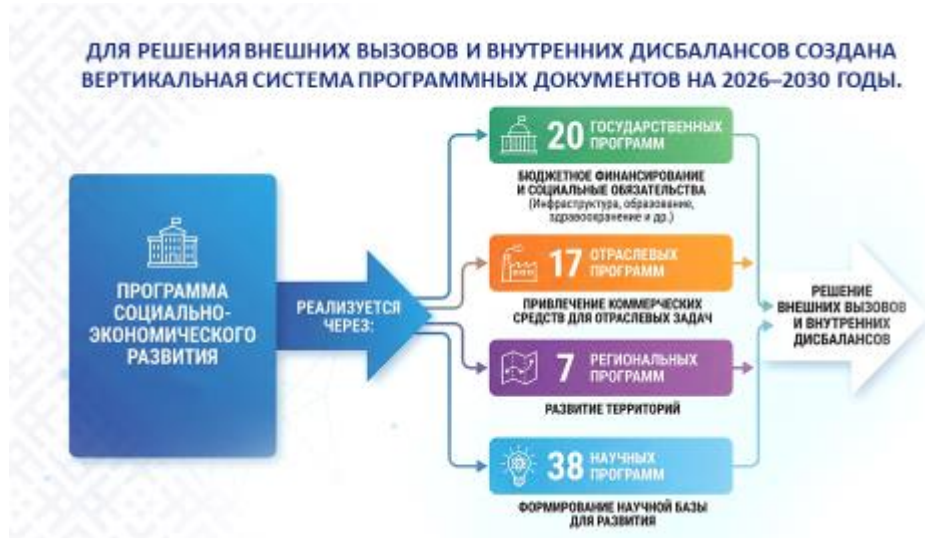 ДЛЯ РЕШЕНИЯ ВНЕШНИХ ВЫЗОВОВ И ВНУТРЕННИХ ДИСБАЛАНСОВ СОЗДАНА
ВЕРТИКАЛЬНАЯ СИСТЕМА ПРОГРАММНЫХ ДОКУМЕНТОВ НА 2026–2030 ГОДЫ.
ПРОГРАММА
СОЦИАЛЬНО-
ЭКОНОМИЧЕСКОГО
РАЗВИТИЯ
РЕАЛИЗУЕТСЯ
ЧЕРЕЗ:
20 ГОСУДАРСТВЕННЫХ
ПРОГРАММ
БЮДЖЕТНОЕ ФИНАНСИРОВАНИЕ
И СОЦИАЛЬНЫЕ ОБЯЗАТЕЛЬСТВА
(Инфраструктура, образование,
здравоохранение и др.)
17 ОТРАСЛЕВЫХ
ПРОГРАММ
ПРИВЛЕЧЕНИЕ КОММЕРЧЕСКИХ
СРЕДСТВ ДЛЯ ОТРАСЛЕВЫХ ЗАДАЧ
7 РЕГИОНАЛЬНЫХ
ПРОГРАММ
РАЗВИТИЕ ТЕРРИТОРИЙ
38 НАУЧНЫХ
ПРОГРАММ
ФОРМИРОВАНИЕ НАУЧНОЙ БАЗЫ
ДЛЯ РАЗВИТИЯ
РЕШЕНИЕ
ВНЕШНИХ ВЫЗОВОВ
И ВНУТРЕННИХ
ДИСБАЛАНСОВ